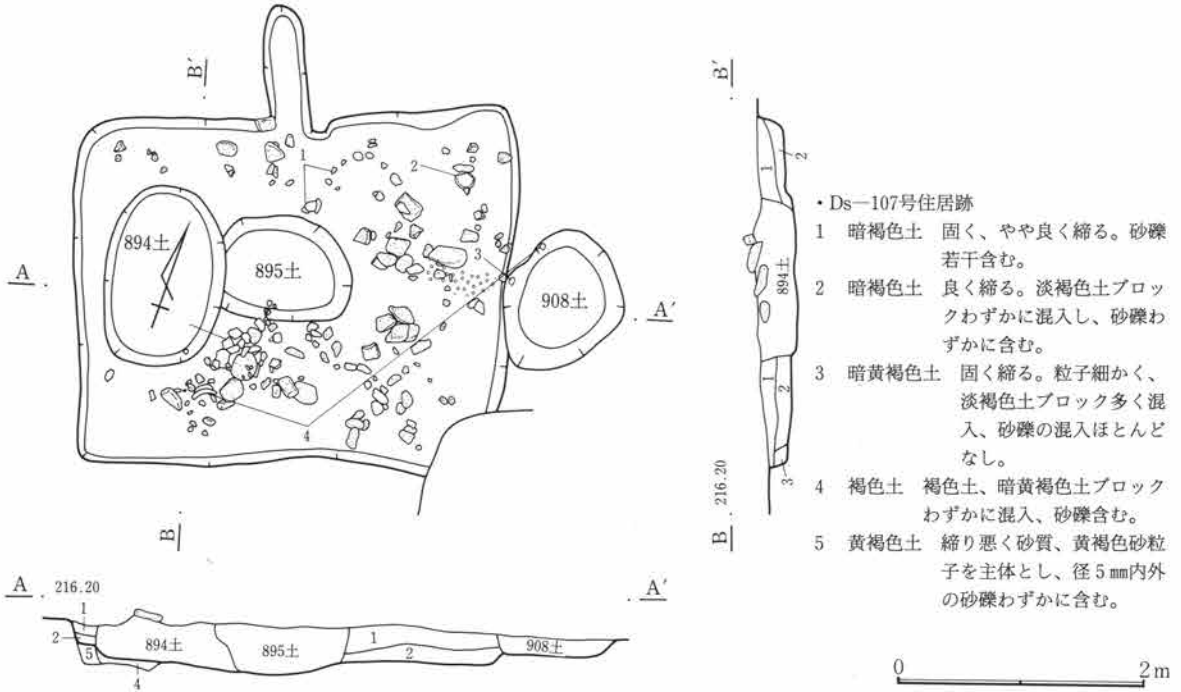 B′
1
2
3
894土
895土
908土
A
A′
4
B
A 216.20
A′
1
2
5
4
894土
895土
1
2
908土
B′
1
2
894土
1
2
3
B 216.20
・Ds—107号住居跡
1 暗褐色土 固く、やや良く締る。砂礫
若干含む。
2 暗褐色土 良く締る。淡褐色土ブロッ
クわずかに混入し、砂礫わ
ずかに含む。
3 暗黄褐色土 固く締る。粒子細かく、
淡褐色土ブロック多く混
入、砂礫の混入ほとんど
なし。
4 褐色土 褐色土、暗黄褐色土ブロック
わずかに混入、砂礫含む。
5 黄褐色土 締り悪く砂質、黄褐色砂粒
子を主体とし、径5㎜内外
の砂礫わずかに含む。
0 2m